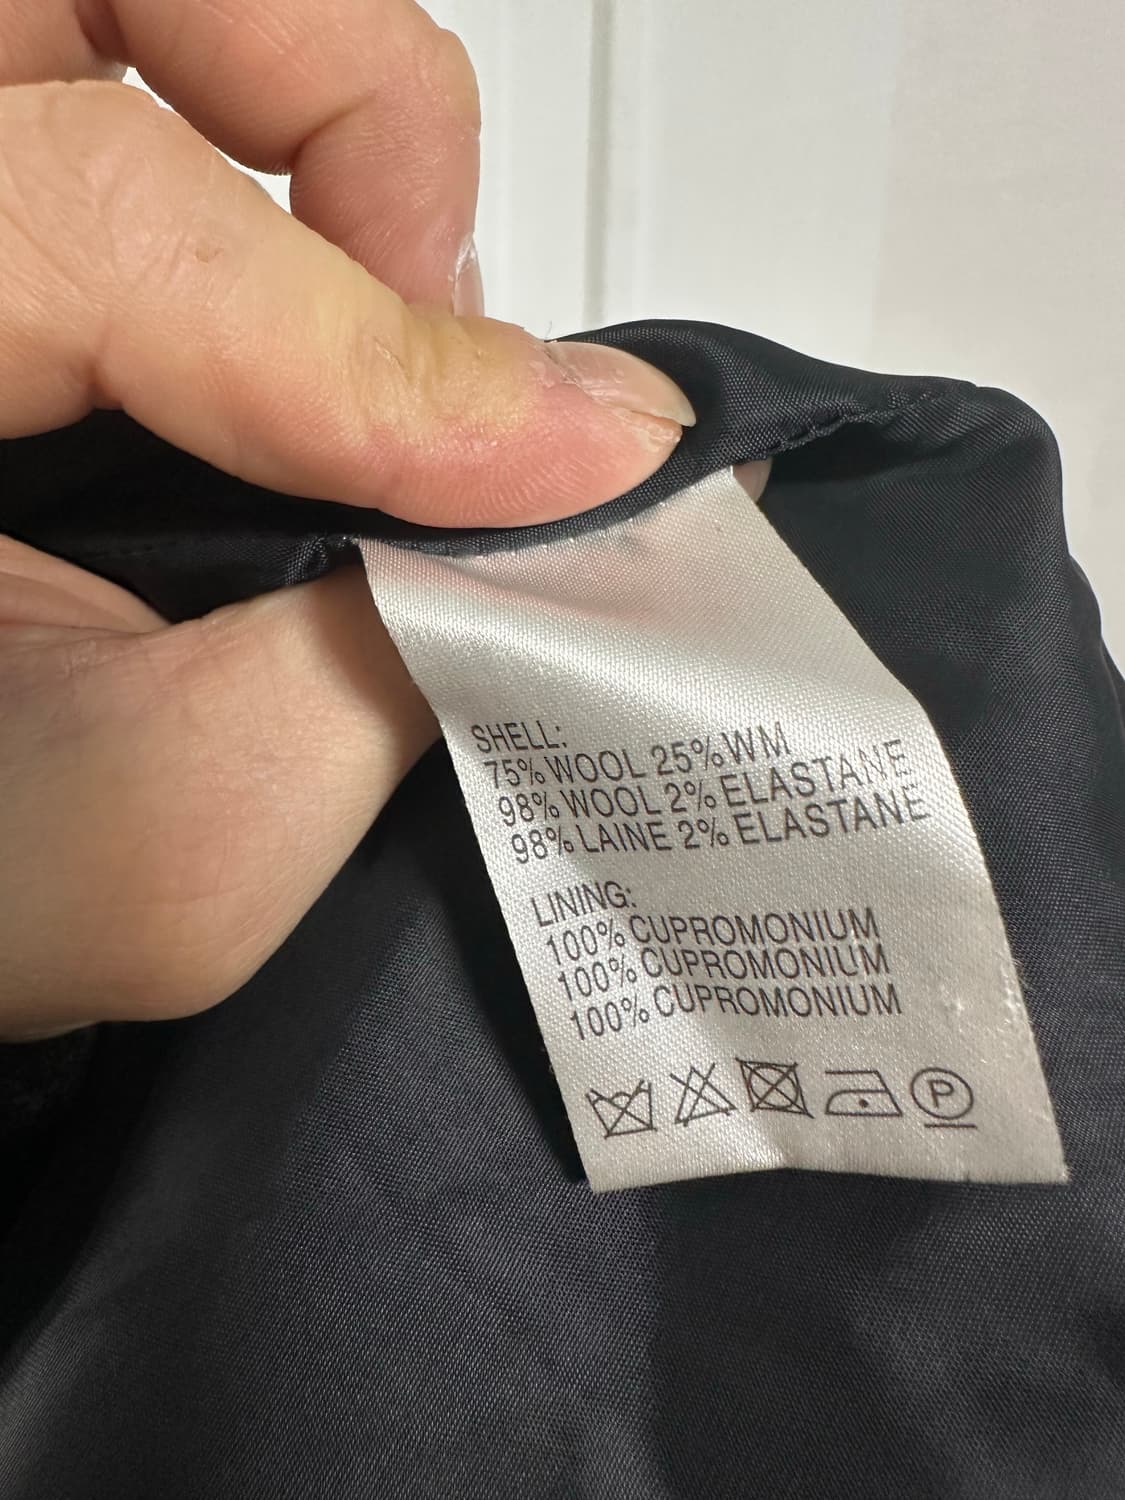 SHELL:
75% WOOL 25% WM
98% WOOL 2% ELASTANE
98% LAINE 2% ELASTANE
LINING:
100% CUPROMONIUM
100% CUPROMONIUM
100% CUPROMONIUM
P